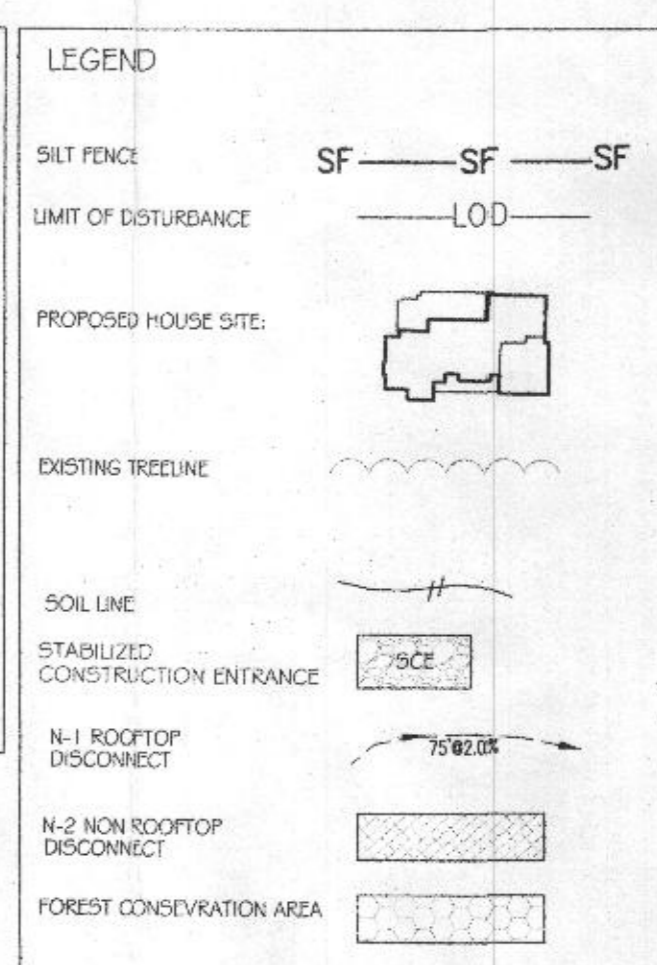 LEGEND
SILT FENCE
SF SF SF
LIMIT OF DISTURBANCE
LOD
PROPOSED HOUSE SITE:
EXISTING TREELINE
SOIL LINE
STABILIZED
CONSTRUCTION ENTRANCE
SCE
N-1 ROOFTOP
DISCONNECT
75'@2.0%
N-2 NON ROOFTOP
DISCONNECT
FOREST CONSEVRATION AREA